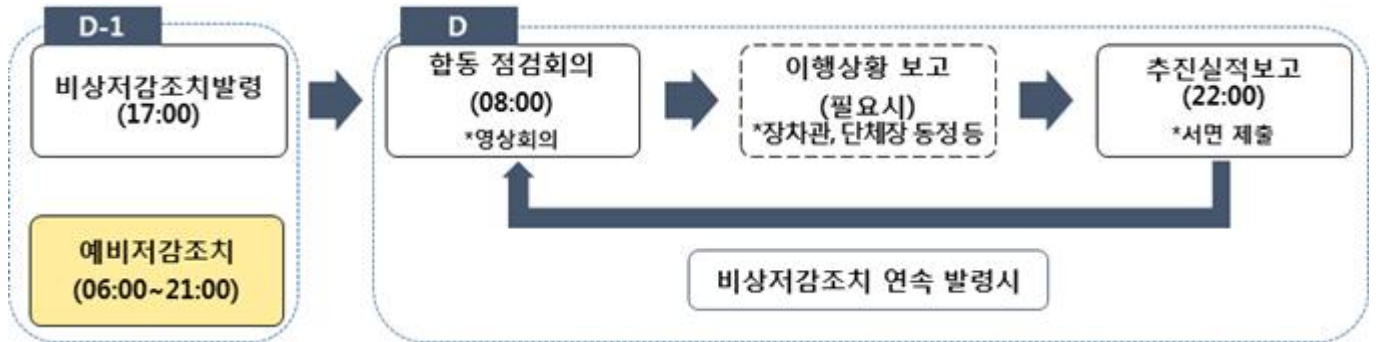 D-1
비상저감조치발령
(17:00)
예비저감조치
(06:00~21:00)
D
합동 점검회의
(08:00)
*영상회의
이행상황 보고
(필요시)
*장차관, 단체장 동정 등
추진실적보고
(22:00)
*서면 제출
비상저감조치 연속 발령시